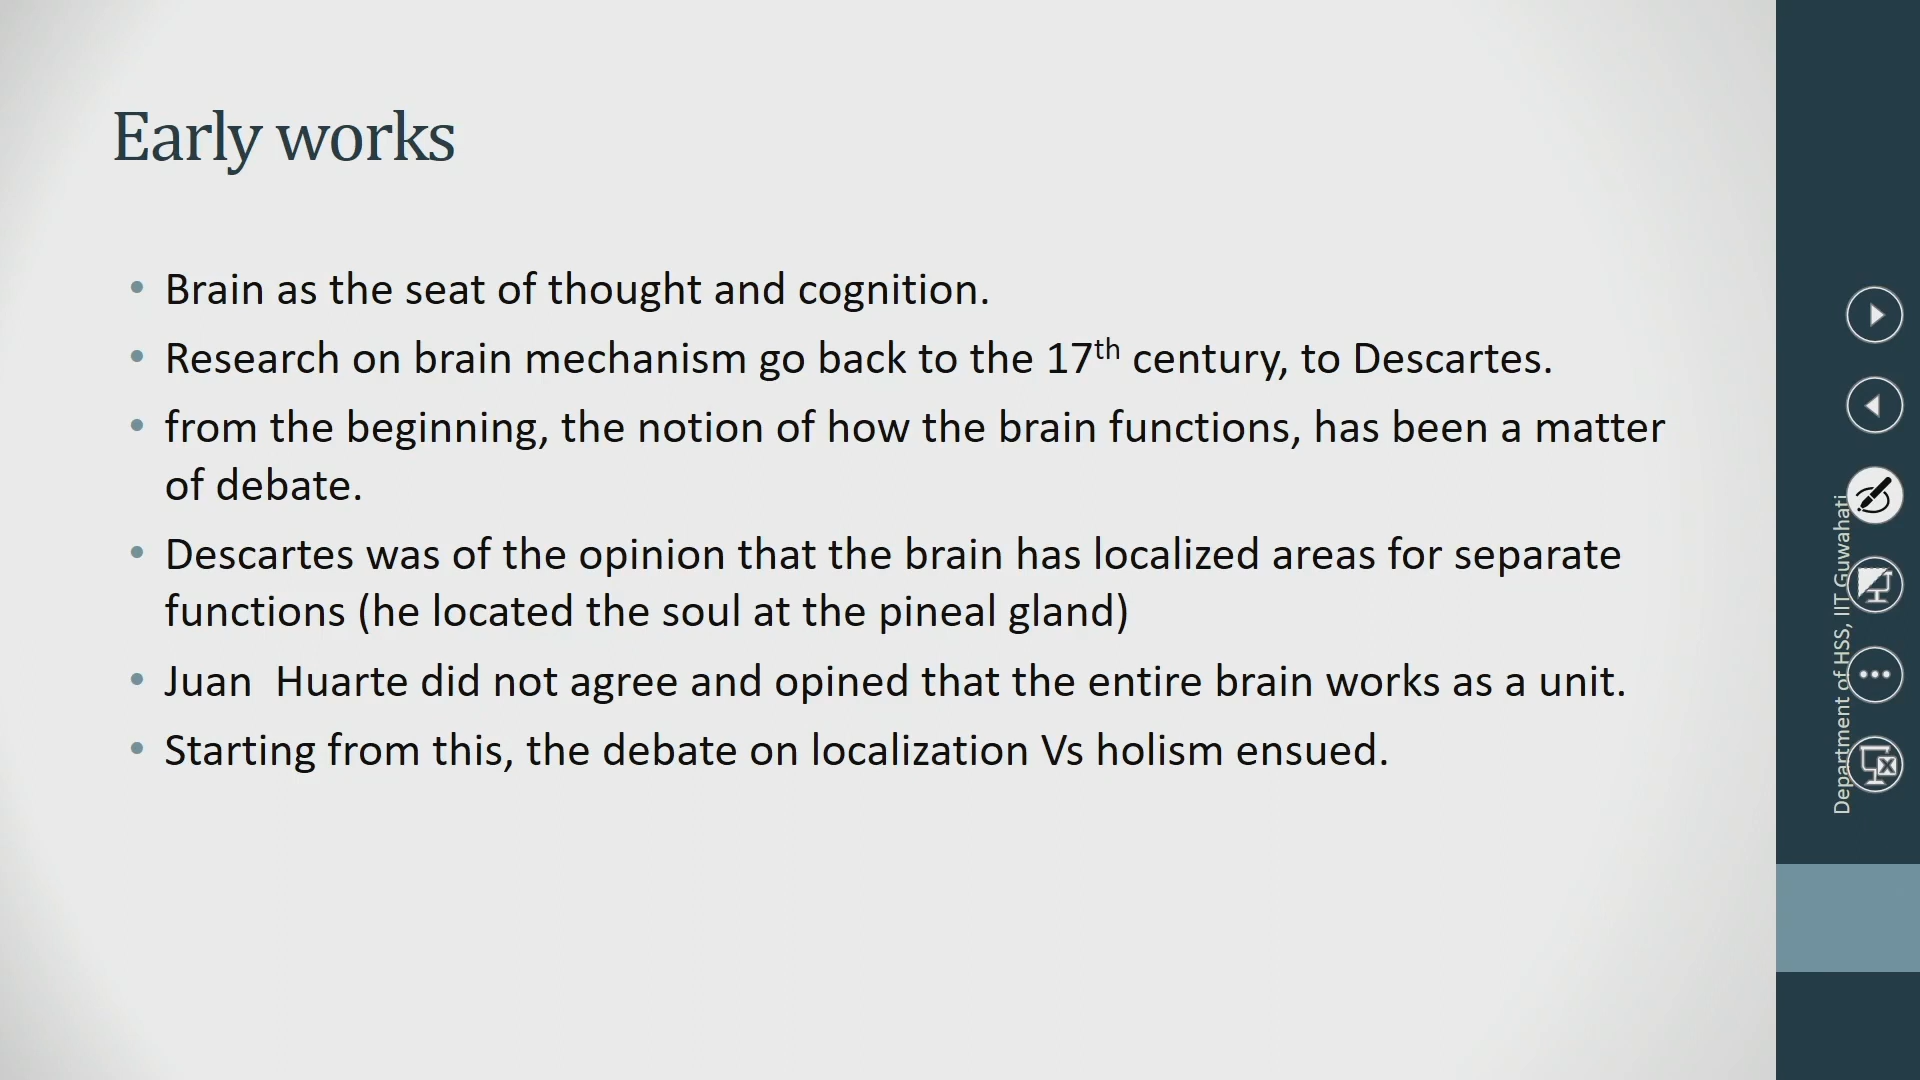 Early works
• Brain as the seat of thought and cognition.
• Research on brain mechanism go back to the 17th century, to Descartes.
• from the beginning, the notion of how the brain functions, has been a matter
of debate.
• Descartes was of the opinion that the brain has localized areas for separate
functions (he located the soul at the pineal gland)
• Juan  Huarte did not agree and opined that the entire brain works as a unit.
• Starting from this, the debate on localization Vs holism ensued.
Department of HSS, IIT Guwahati